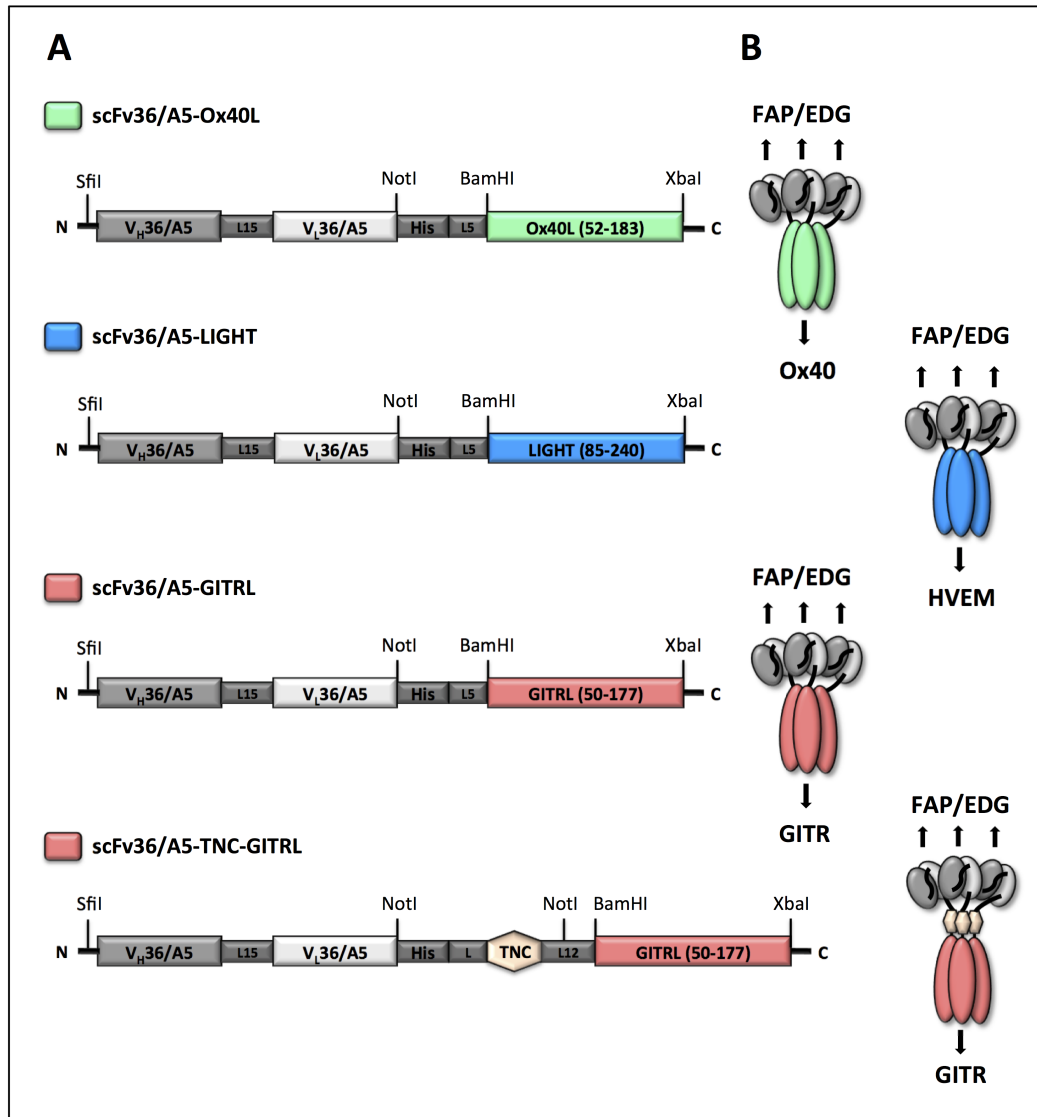 A
B
scFv36/A5-Ox40L
FAP/EDG
SfiI NotI BamHI XbaI
N VH36/A5 L15 VL36/A5 His L5 Ox40L (52-183) C
Ox40
scFv36/A5-LIGHT
FAP/EDG
SfiI NotI BamHI XbaI
N VH36/A5 L15 VL36/A5 His L5 LIGHT (85-240) C
HVEM
scFv36/A5-GITRL
FAP/EDG
SfiI NotI BamHI XbaI
N VH36/A5 L15 VL36/A5 His L5 GITRL (50-177) C
GITR
scFv36/A5-TNC-GITRL
FAP/EDG
SfiI NotI NotI BamHI XbaI
N VH36/A5 L15 VL36/A5 His L TNC L12 GITRL (50-177) C
GITR